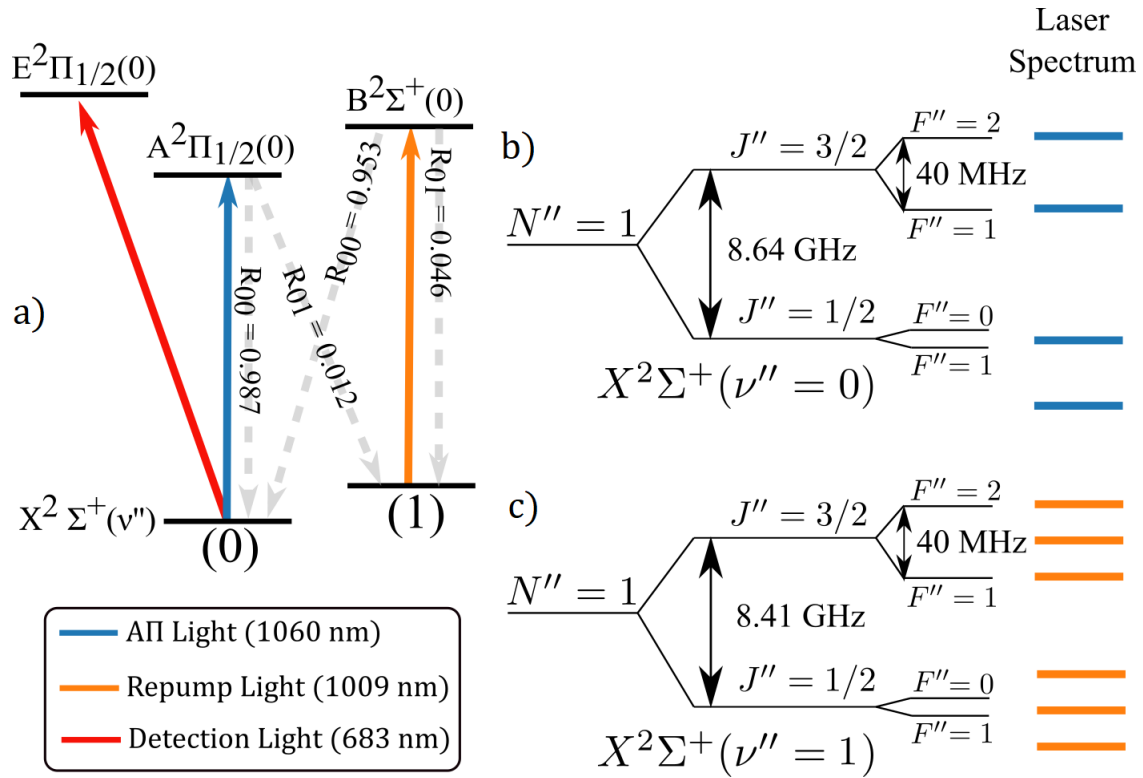 a)
E²Π₁/₂(0)
A²Π₁/₂(0)
B²Σ⁺(0)
R₀₀ = 0.987
R₀₁ = 0.012
R₀₀ = 0.953
R₀₁ = 0.046
X² Σ⁺(ν")
(0)
(1)
AΠ Light (1060 nm)
Repump Light (1009 nm)
Detection Light (683 nm)
Laser
Spectrum
b)
N″ = 1
J″ = 3/2
F″ = 2
40 MHz
F″ = 1
8.64 GHz
J″ = 1/2
F″ = 0
F″ = 1
X²Σ⁺(ν″ = 0)
c)
N″ = 1
J″ = 3/2
F″ = 2
40 MHz
F″ = 1
8.41 GHz
J″ = 1/2
F″ = 0
F″ = 1
X²Σ⁺(ν″ = 1)